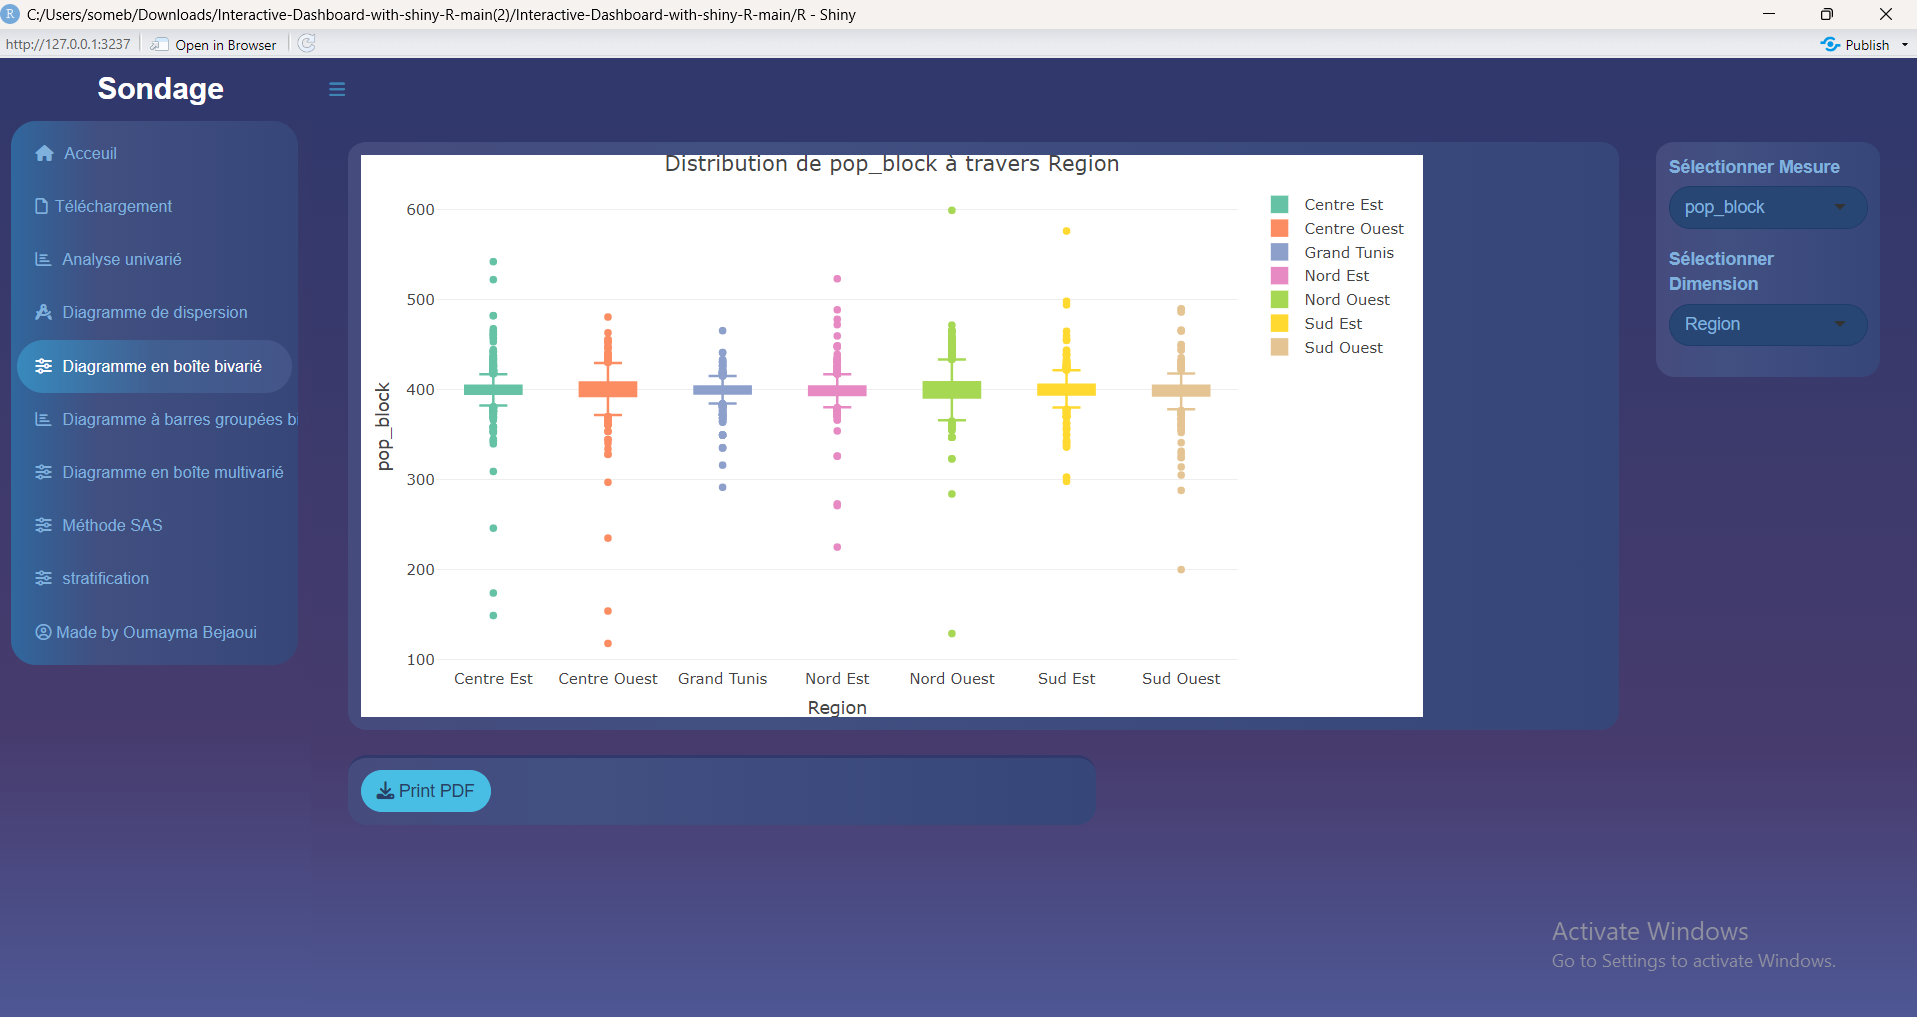 R C:/Users/someb/Downloads/Interactive-Dashboard-with-shiny-R-main(2)/Interactive-Dashboard-with-shiny-R-main/R - Shiny
http://127.0.0.1:3237 Open in Browser Publish
Sondage
Acceuil
Téléchargement
Analyse univarié
Diagramme de dispersion
Diagramme en boîte bivarié
Diagramme à barres groupées bi
Diagramme en boîte multivarié
Méthode SAS
stratification
Made by Oumayma Bejaoui
Distribution de pop_block à travers Region
600
500
400
300
200
100
pop_block
Centre Est Centre Ouest Grand Tunis Nord Est Nord Ouest Sud Est Sud Ouest
Region
Centre Est
Centre Ouest
Grand Tunis
Nord Est
Nord Ouest
Sud Est
Sud Ouest
Sélectionner Mesure
pop_block
Sélectionner
Dimension
Region
Print PDF
Activate Windows
Go to Settings to activate Windows.